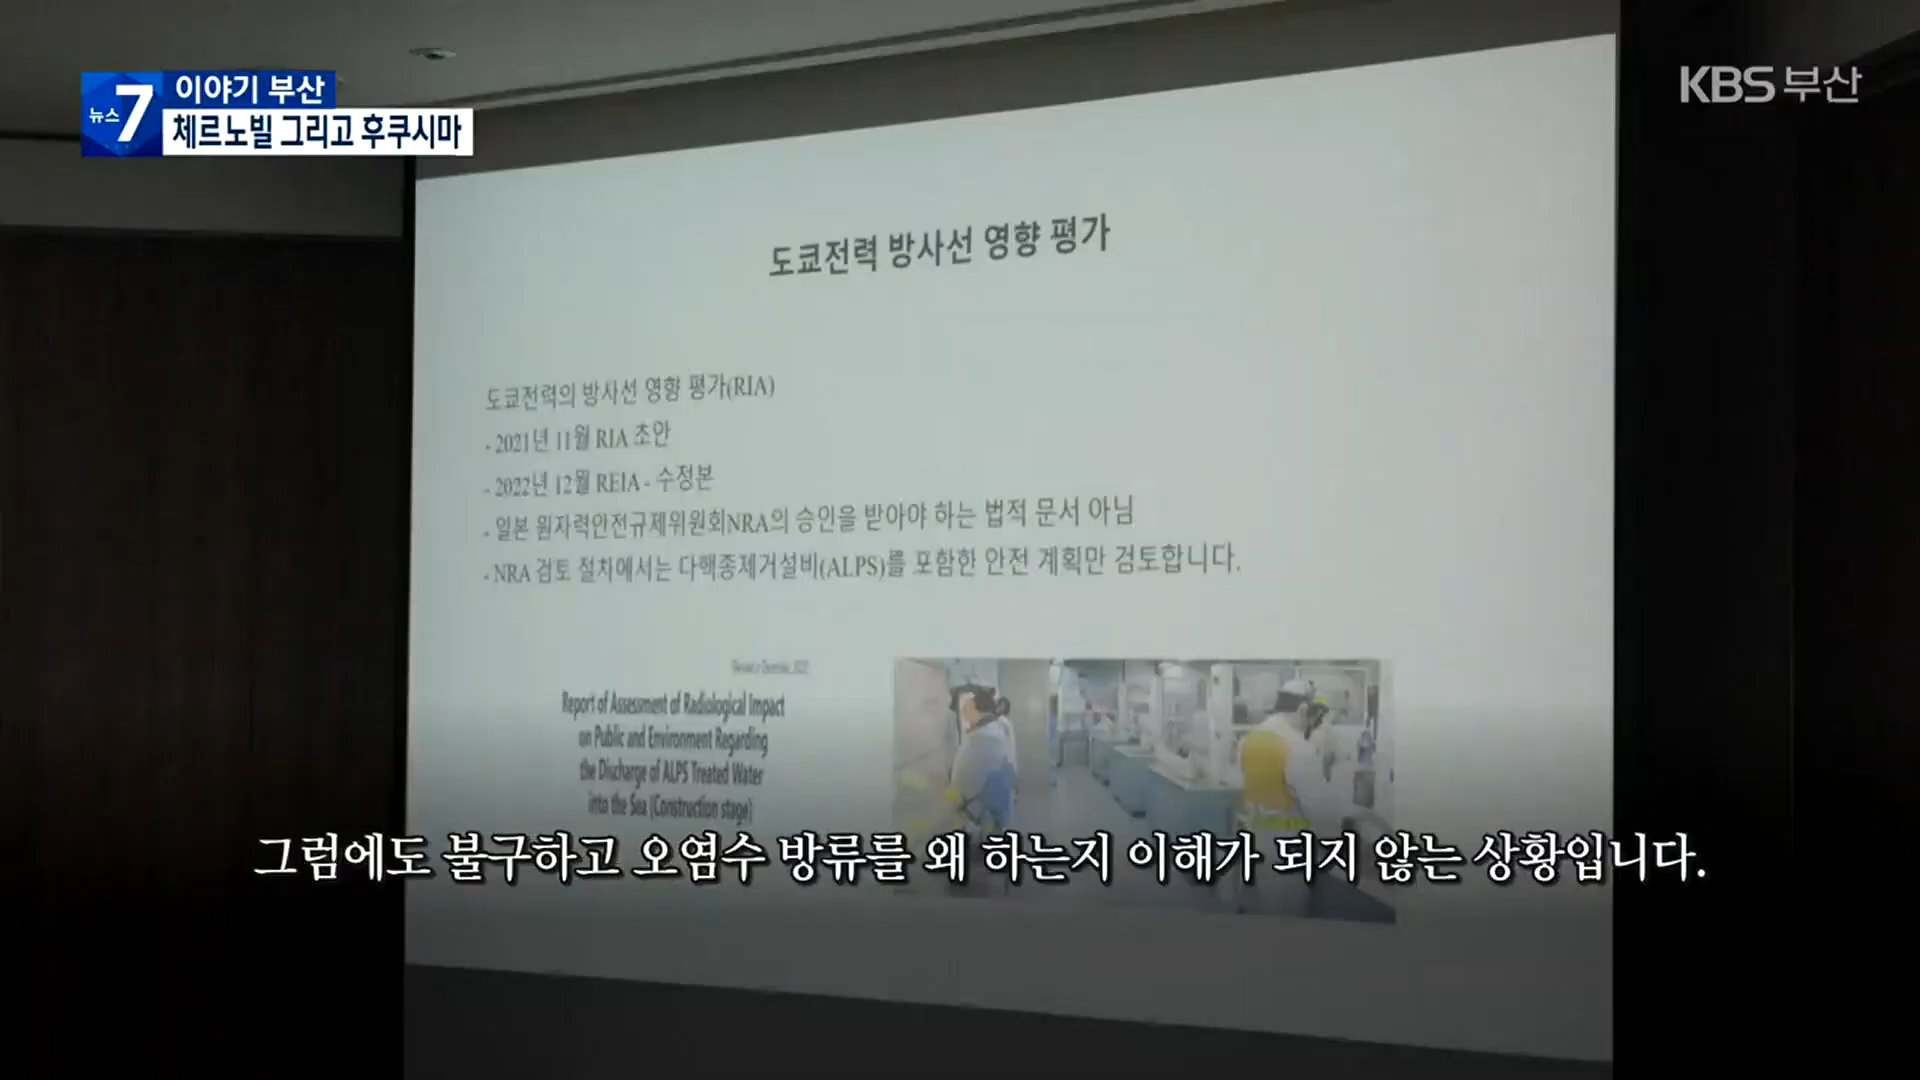 뉴스 7
이야기 부산
체르노빌 그리고 후쿠시마
KBS 부산
도쿄전력 방사선 영향 평가
도쿄전력의 방사선 영향 평가(RIA)
- 2021년 11월 RIA 초안
- 2022년 12월 REIA - 수정본
- 일본 원자력안전규제위원회NRA의 승인을 받아야 하는 법적 문서 아님
- NRA 검토 절차에서는 다핵종제거설비(ALPS)를 포함한 안전 계획만 검토합니다.
Report of Assessment of Radiological Impact
on Public and Environment Regarding
the Discharge of ALPS Treated Water
into the Sea (Construction stage)
그럼에도 불구하고 오염수 방류를 왜 하는지 이해가 되지 않는 상황입니다.